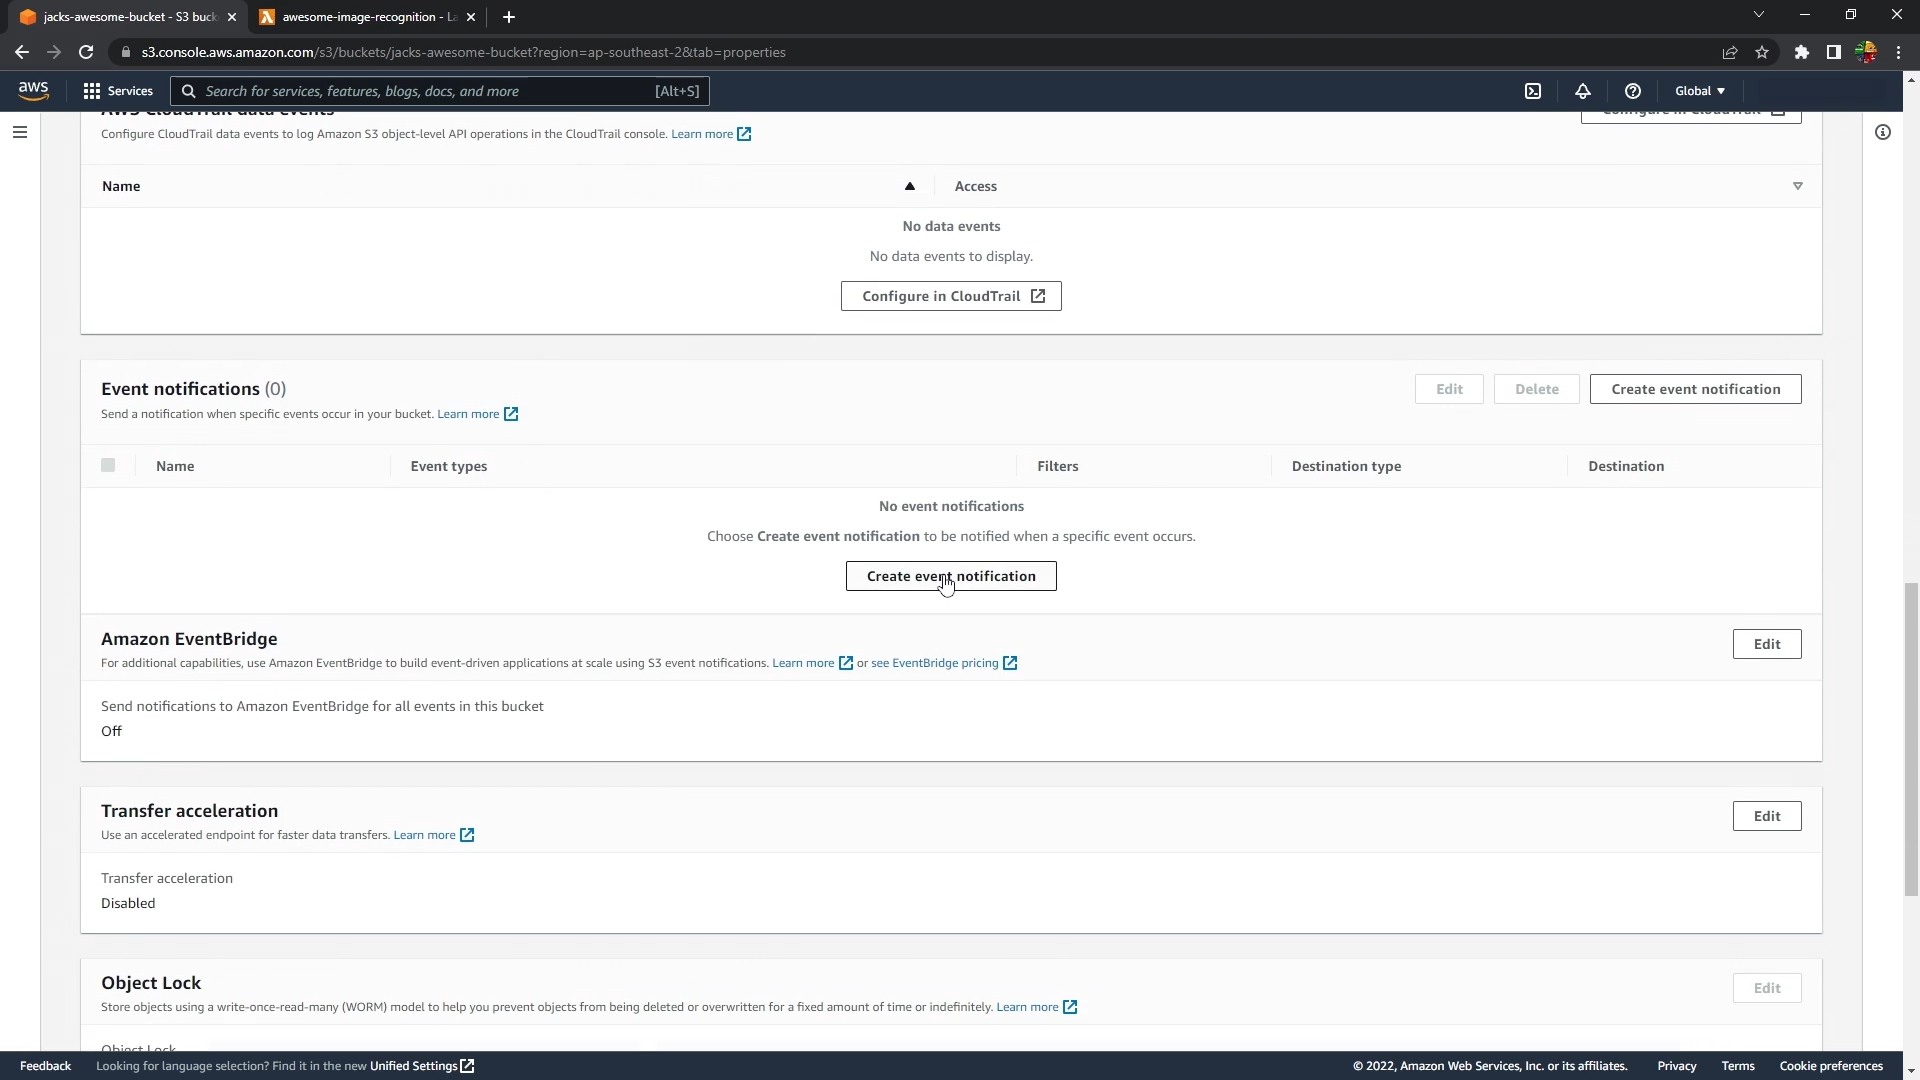 jacks-awesome-bucket - S3 buck
awesome-image-recognition - La
s3.console.aws.amazon.com/s3/buckets/jacks-awesome-bucket?region=ap-southeast-2&tab=properties
aws
Services
Search for services, features, blogs, docs, and more
[Alt+S]
Global
AWS CloudTrail data events
Configure in CloudTrail
Configure CloudTrail data events to log Amazon S3 object-level API operations in the CloudTrail console. Learn more
Name
Access
No data events
No data events to display.
Configure in CloudTrail
Event notifications (0)
Edit
Delete
Create event notification
Send a notification when specific events occur in your bucket. Learn more
Name
Event types
Filters
Destination type
Destination
No event notifications
Choose Create event notification to be notified when a specific event occurs.
Create event notification
Amazon EventBridge
Edit
For additional capabilities, use Amazon EventBridge to build event-driven applications at scale using S3 event notifications. Learn more or see EventBridge pricing
Send notifications to Amazon EventBridge for all events in this bucket
Off
Transfer acceleration
Edit
Use an accelerated endpoint for faster data transfers. Learn more
Transfer acceleration
Disabled
Object Lock
Edit
Store objects using a write-once-read-many (WORM) model to help you prevent objects from being deleted or overwritten for a fixed amount of time or indefinitely. Learn more
Object Lock
Feedback
Looking for language selection? Find it in the new Unified Settings
© 2022, Amazon Web Services, Inc. or its affiliates.
Privacy
Terms
Cookie preferences